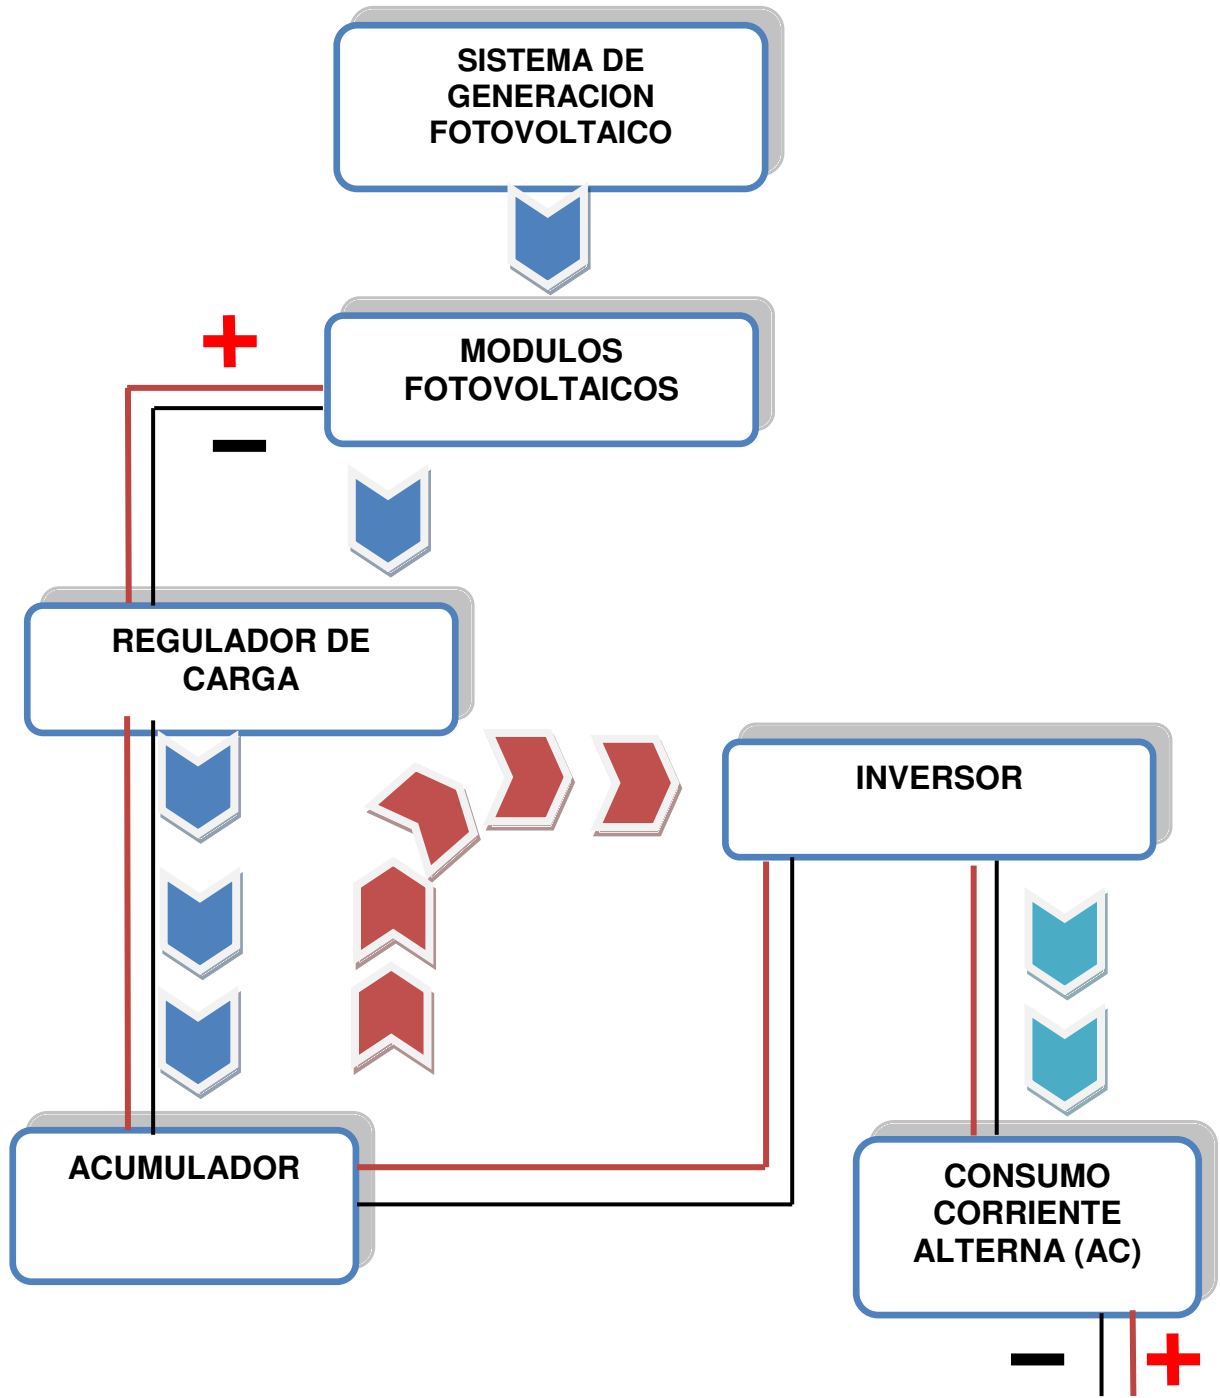 SISTEMA DE
GENERACION
FOTOVOLTAICO
+
MODULOS
FOTOVOLTAICOS
−
REGULADOR DE
CARGA
INVERSOR
ACUMULADOR
CONSUMO
CORRIENTE
ALTERNA (AC)
− +